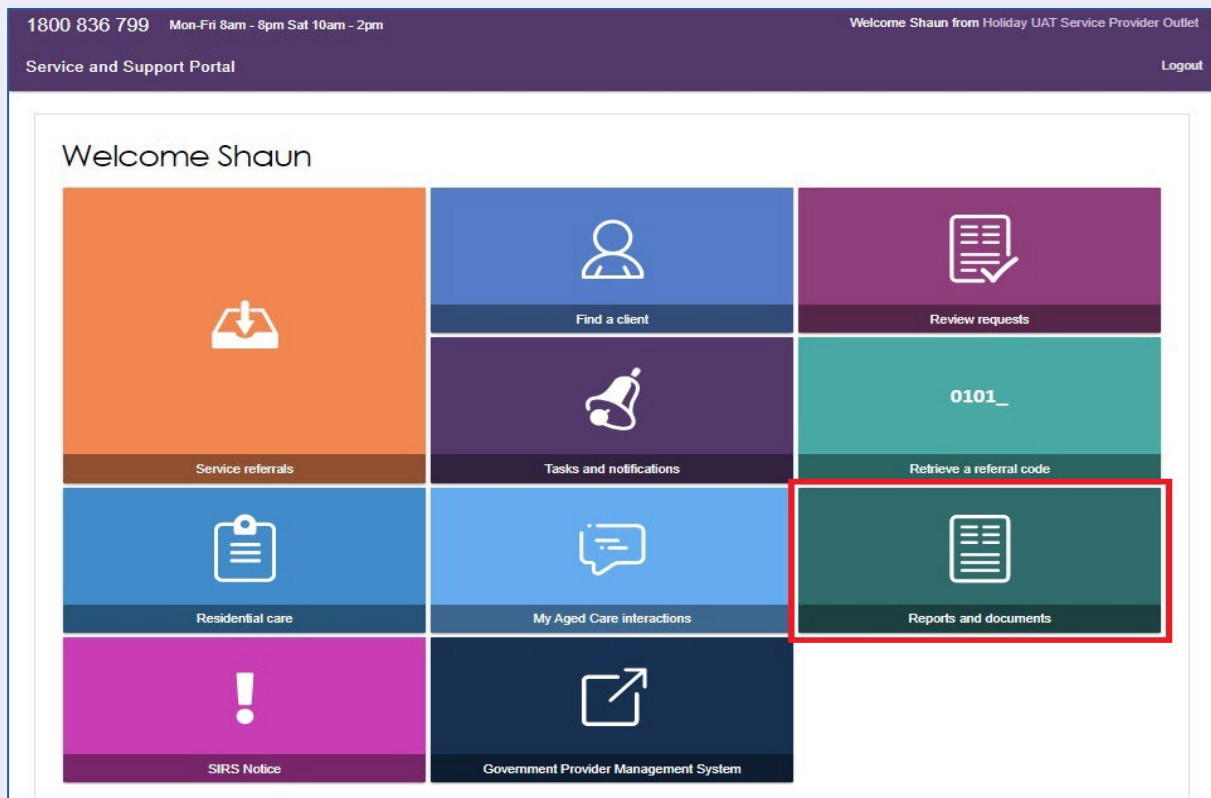 1800 836 799 Mon-Fri 8am - 8pm Sat 10am - 2pm
Welcome Shaun from Holiday UAT Service Provider Outlet
Service and Support Portal
Logout
Welcome Shaun
Find a client
Review requests
0101_
Service referrals
Tasks and notifications
Retrieve a referral code
Residential care
My Aged Care interactions
Reports and documents
!
SIRS Notice
Government Provider Management System